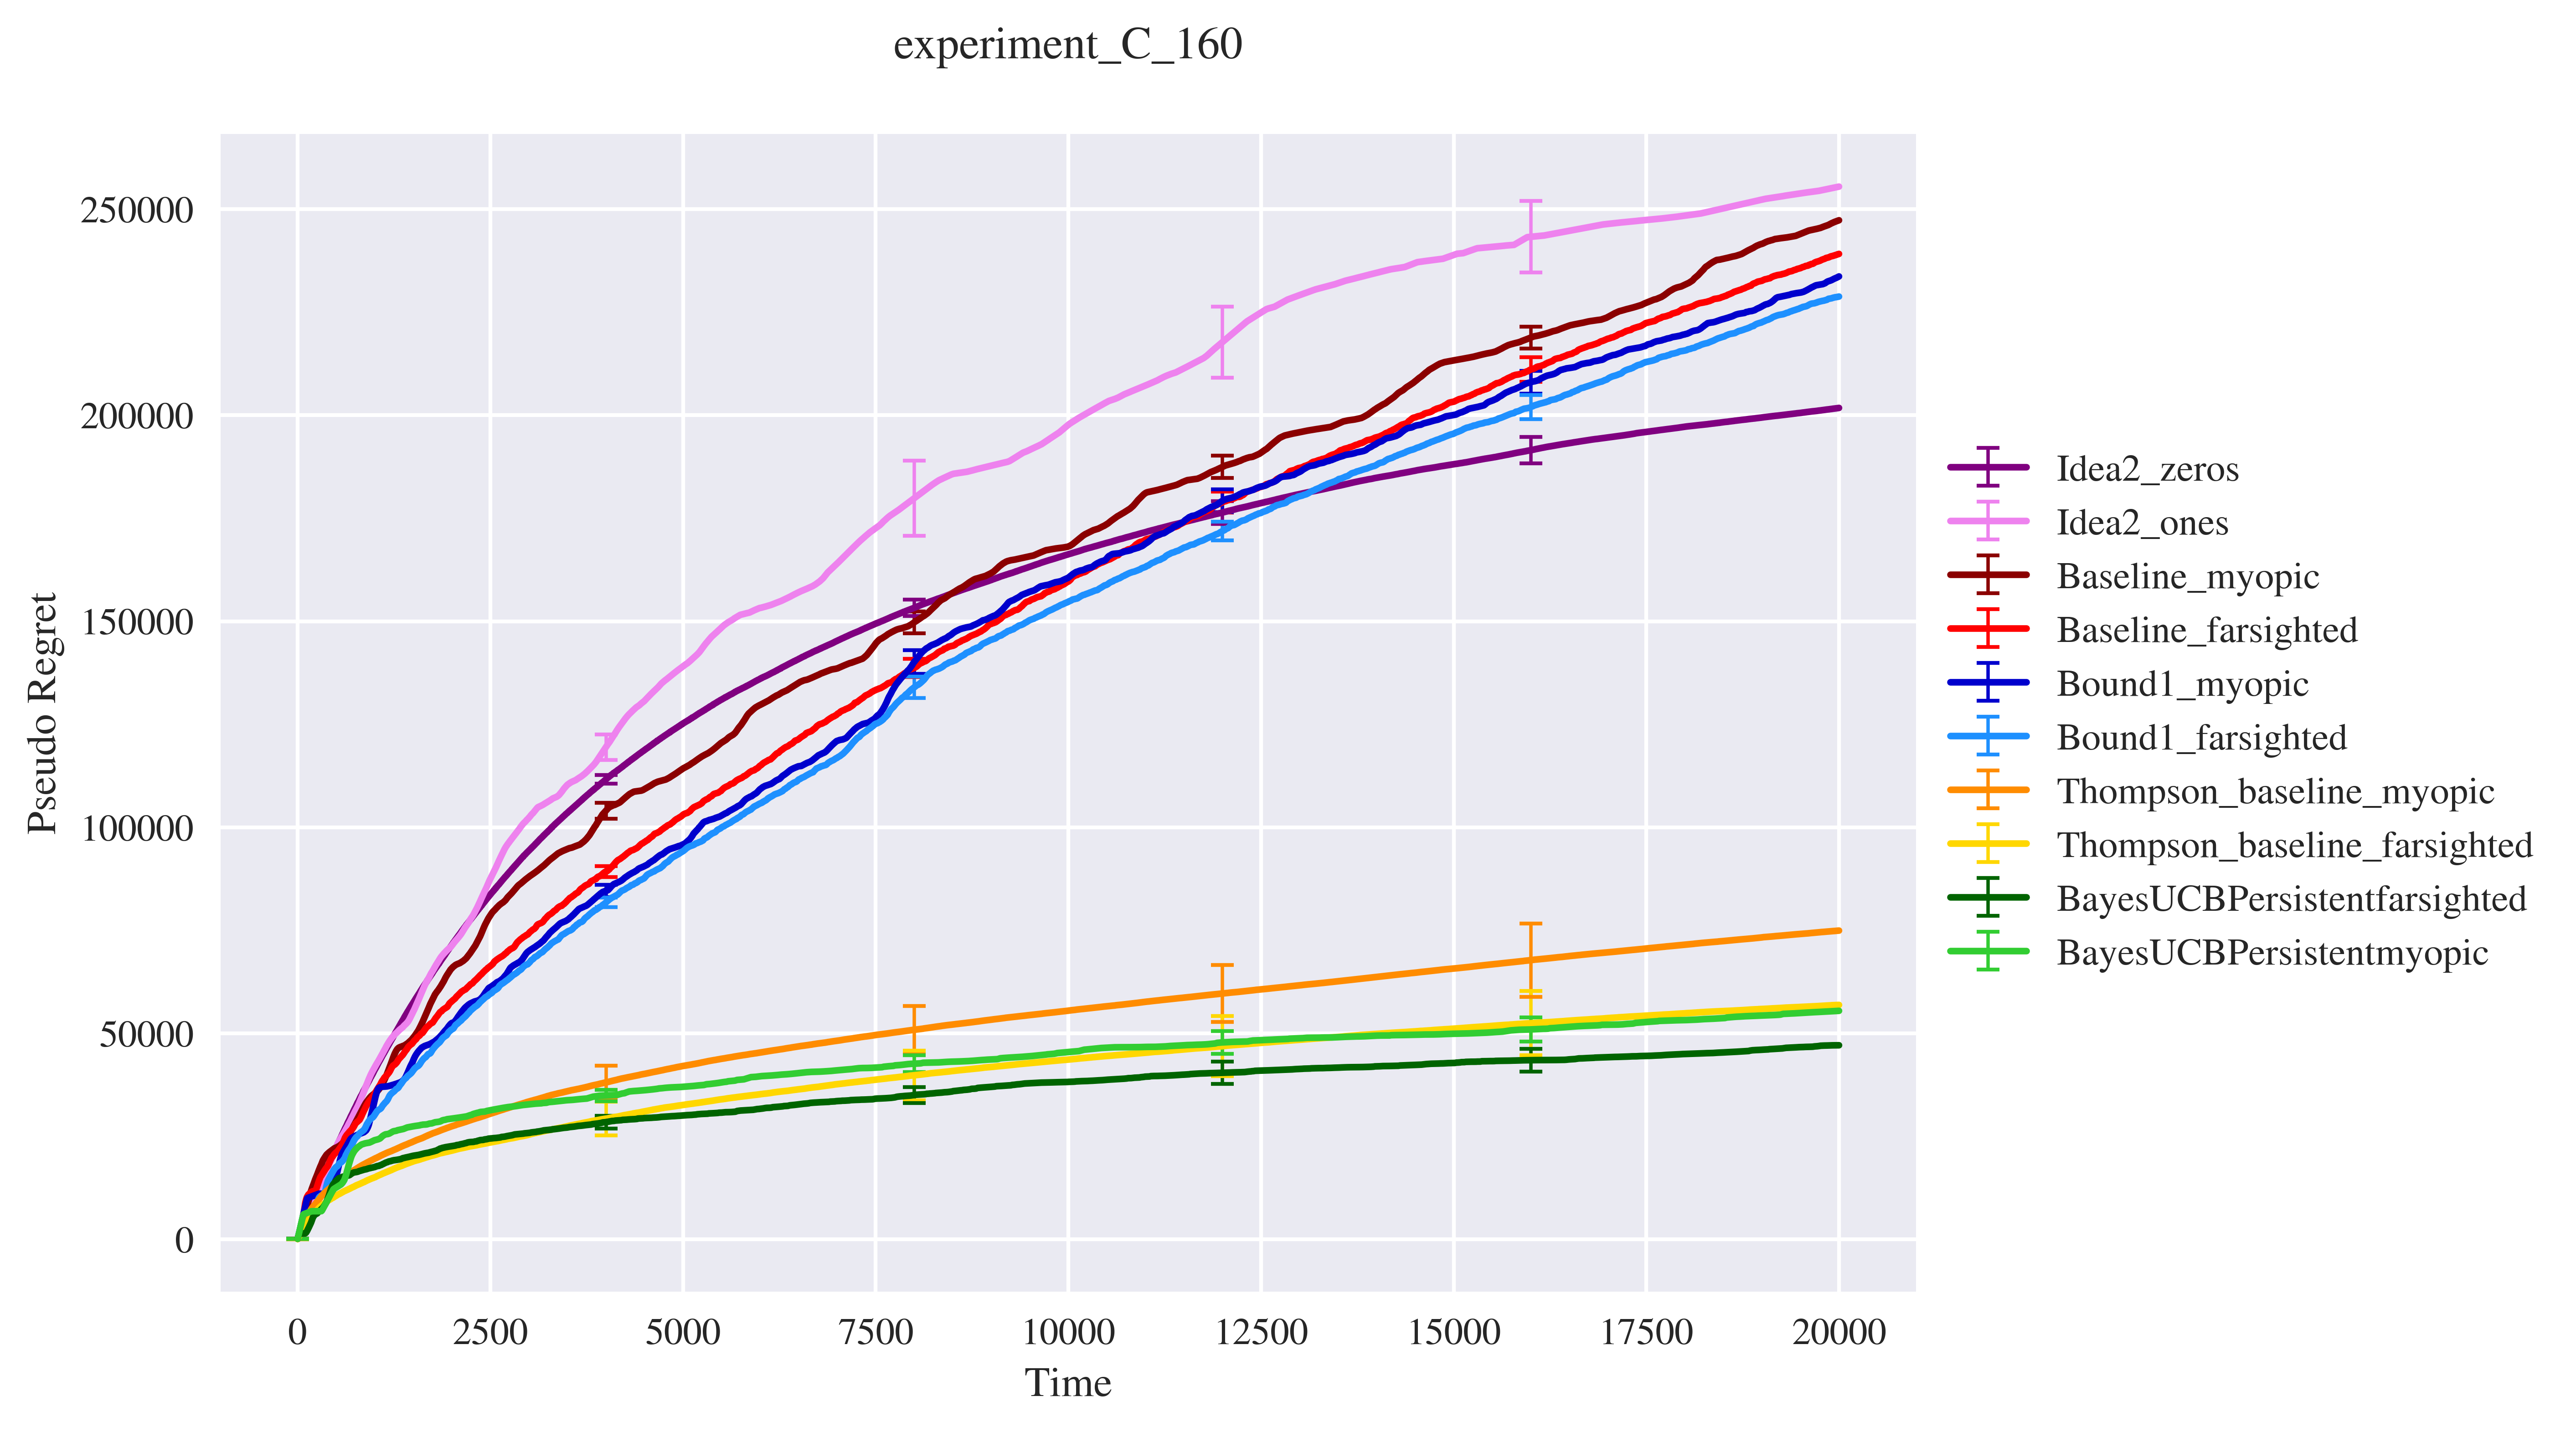 experiment_C_160
Pseudo Regret
250000
200000
150000
100000
50000
0
0 2500 5000 7500 10000 12500 15000 17500 20000
Time
Idea2_zeros
Idea2_ones
Baseline_myopic
Baseline_farsighted
Bound1_myopic
Bound1_farsighted
Thompson_baseline_myopic
Thompson_baseline_farsighted
BayesUCBPersistentfarsighted
BayesUCBPersistentmyopic